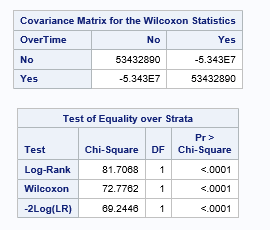 Covariance Matrix for the Wilcoxon Statistics
OverTime No Yes
No 53432890 -5.343E7
Yes -5.343E7 53432890
Test of Equality over Strata
Test Chi-Square DF Pr > Chi-Square
Log-Rank 81.7068 1 <.0001
Wilcoxon 72.7762 1 <.0001
-2Log(LR) 69.2446 1 <.0001